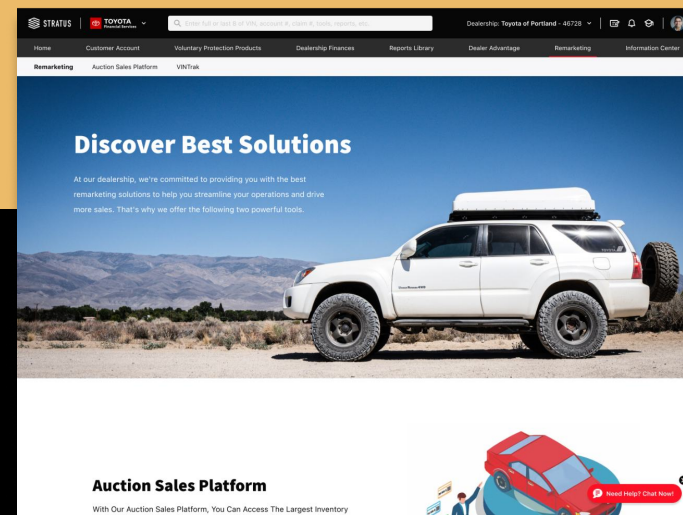 STRATUS
TOYOTA
Financial Services
Enter full or last 8 of VIN, account #, claim #, rates, reports, etc.
Dealership: Toyota of Portland - 46728
Home Customer Account Voluntary Protection Products Dealership Finances Reports Library Dealer Advantage Remarketing Information Center
Remarketing Auction Sales Platform VINTrak
Discover Best Solutions
At our dealership, we're committed to providing you with the best
remarketing solutions to help you streamline your operations and drive
more sales. That's why we offer the following two powerful tools.
Auction Sales Platform
With Our Auction Sales Platform, You Can Access The Largest Inventory
Need Help? Chat Now!